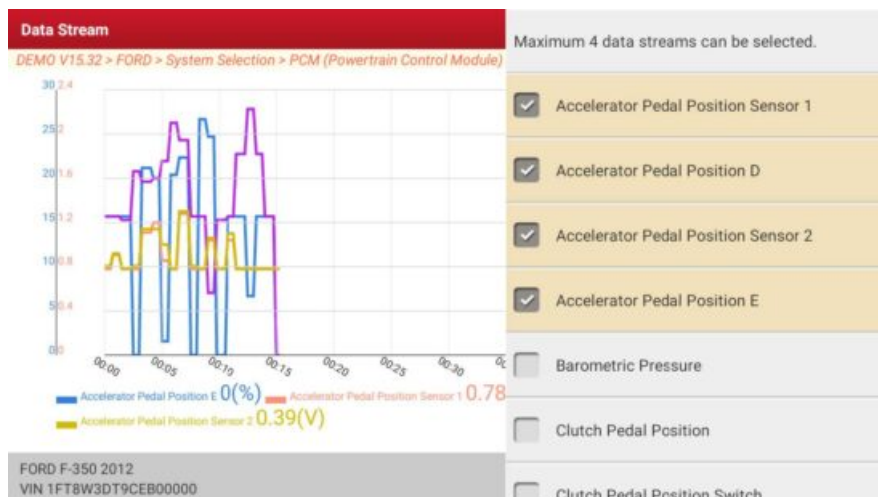 Data Stream
DEMO V15.32 > FORD > System Selection > PCM (Powertrain Control Module)
30 2.4
25 2
20 1.6
15 1.2
10 0.8
5 0.4
0 0
00:00 00:05 00:10 00:15 00:20 00:25 00:30
Accelerator Pedal Position E 0(%) Accelerator Pedal Position Sensor 1 0.78
Accelerator Pedal Position Sensor 2 0.39(V)
FORD F-350 2012
VIN 1FT8W3DT9CEB00000
Maximum 4 data streams can be selected.
Accelerator Pedal Position Sensor 1
Accelerator Pedal Position D
Accelerator Pedal Position Sensor 2
Accelerator Pedal Position E
Barometric Pressure
Clutch Pedal Position
Clutch Pedal Position Switch